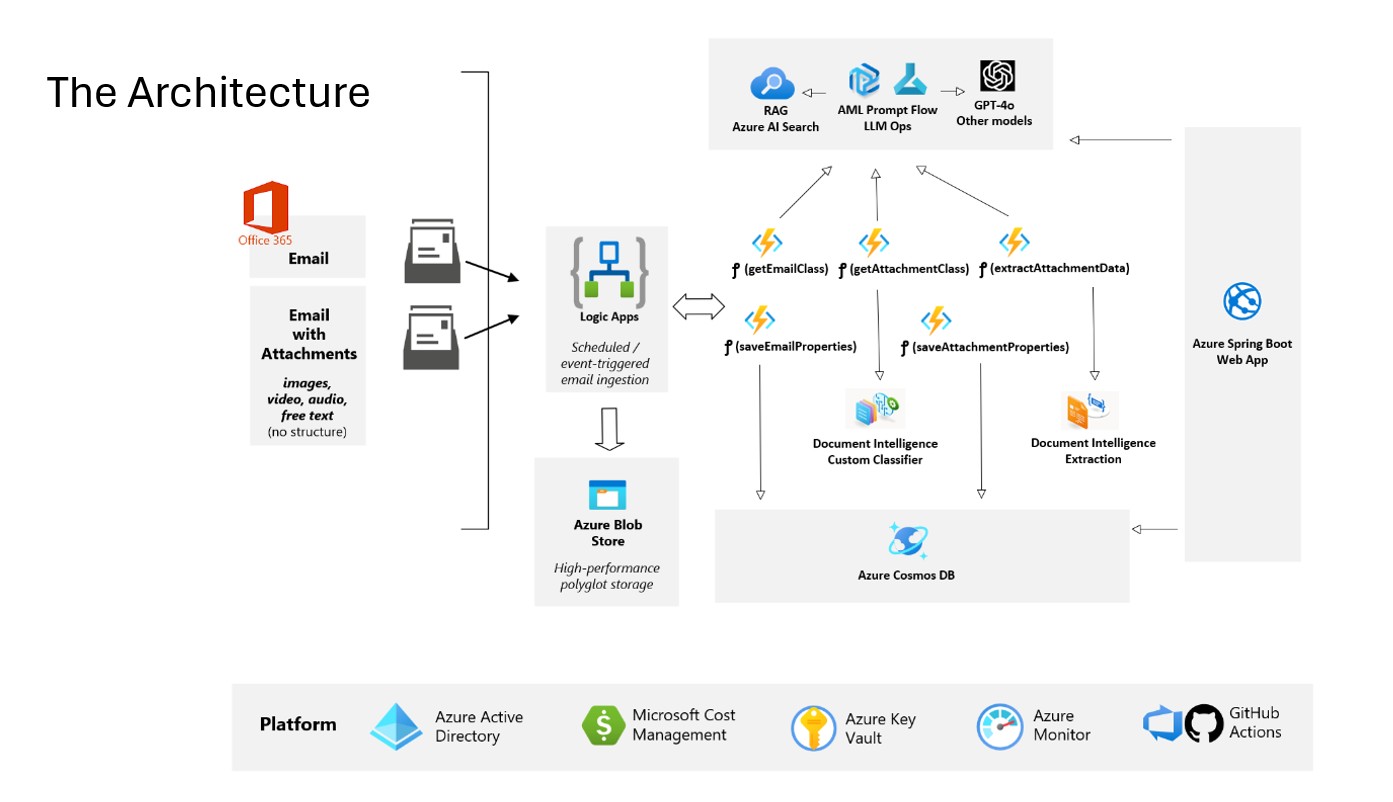 The Architecture
Office 365
Email
Email
with
Attachments
images,
video, audio,
free text
(no structure)
Logic Apps
Scheduled /
event-triggered
email ingestion
Azure Blob
Store
High-performance
polyglot storage
RAG
Azure AI Search
AML Prompt Flow
LLM Ops
GPT-4o
Other models
ƒ (getEmailClass)
ƒ (getAttachmentClass)
ƒ (extractAttachmentData)
ƒ (saveEmailProperties)
ƒ (saveAttachmentProperties)
Document Intelligence
Custom Classifier
Document Intelligence
Extraction
Azure Cosmos DB
Azure Spring Boot
Web App
Platform
Azure Active
Directory
Microsoft Cost
Management
Azure Key
Vault
Azure
Monitor
GitHub
Actions